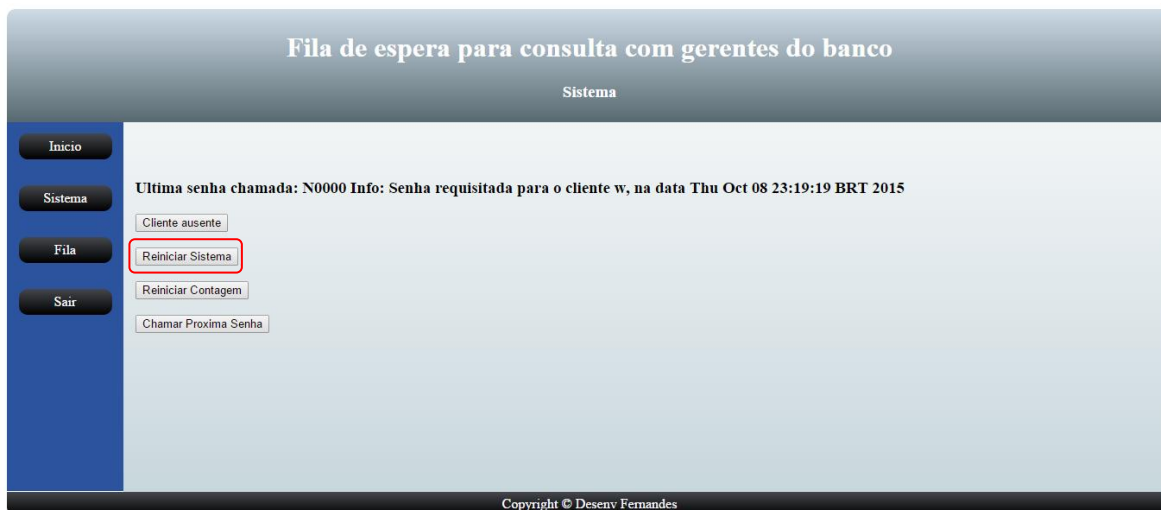 Fila de espera para consulta com gerentes do banco
Sistema
Inicio
Sistema
Fila
Sair
Ultima senha chamada: N0000 Info: Senha requisitada para o cliente w, na data Thu Oct 08 23:19:19 BRT 2015
Cliente ausente
Reiniciar Sistema
Reiniciar Contagem
Chamar Proxima Senha
Copyright © Desenv Fernandes